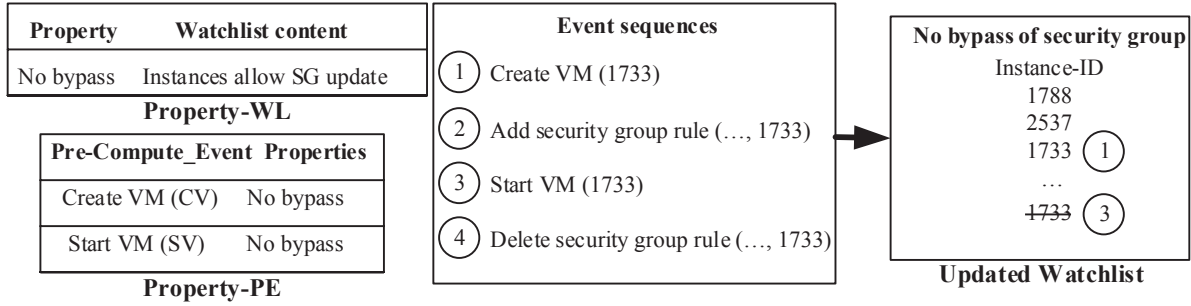 Property Watchlist content
No bypass Instances allow SG update
Property-WL
Pre-Compute_Event Properties
Create VM (CV) No bypass
Start VM (SV) No bypass
Property-PE
Event sequences
1 Create VM (1733)
2 Add security group rule (…, 1733)
3 Start VM (1733)
4 Delete security group rule (…, 1733)
No bypass of security group
Instance-ID
1788
2537
1733 1
…
1733 3
Updated Watchlist